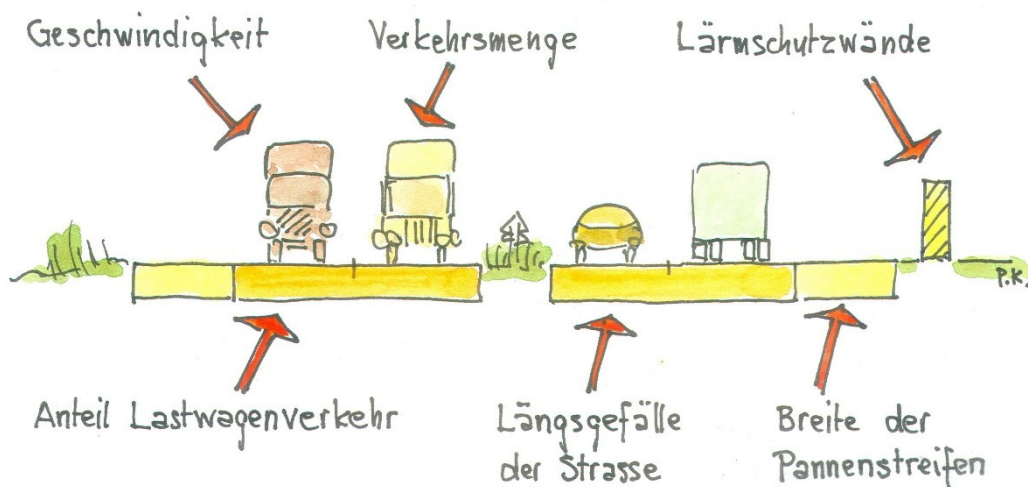 Geschwindigkeit
Verkehrsmenge
Lärmschutzwände
P.K.
Anteil Lastwagenverkehr
Längsgefälle
der Strasse
Breite der
Pannenstreifen